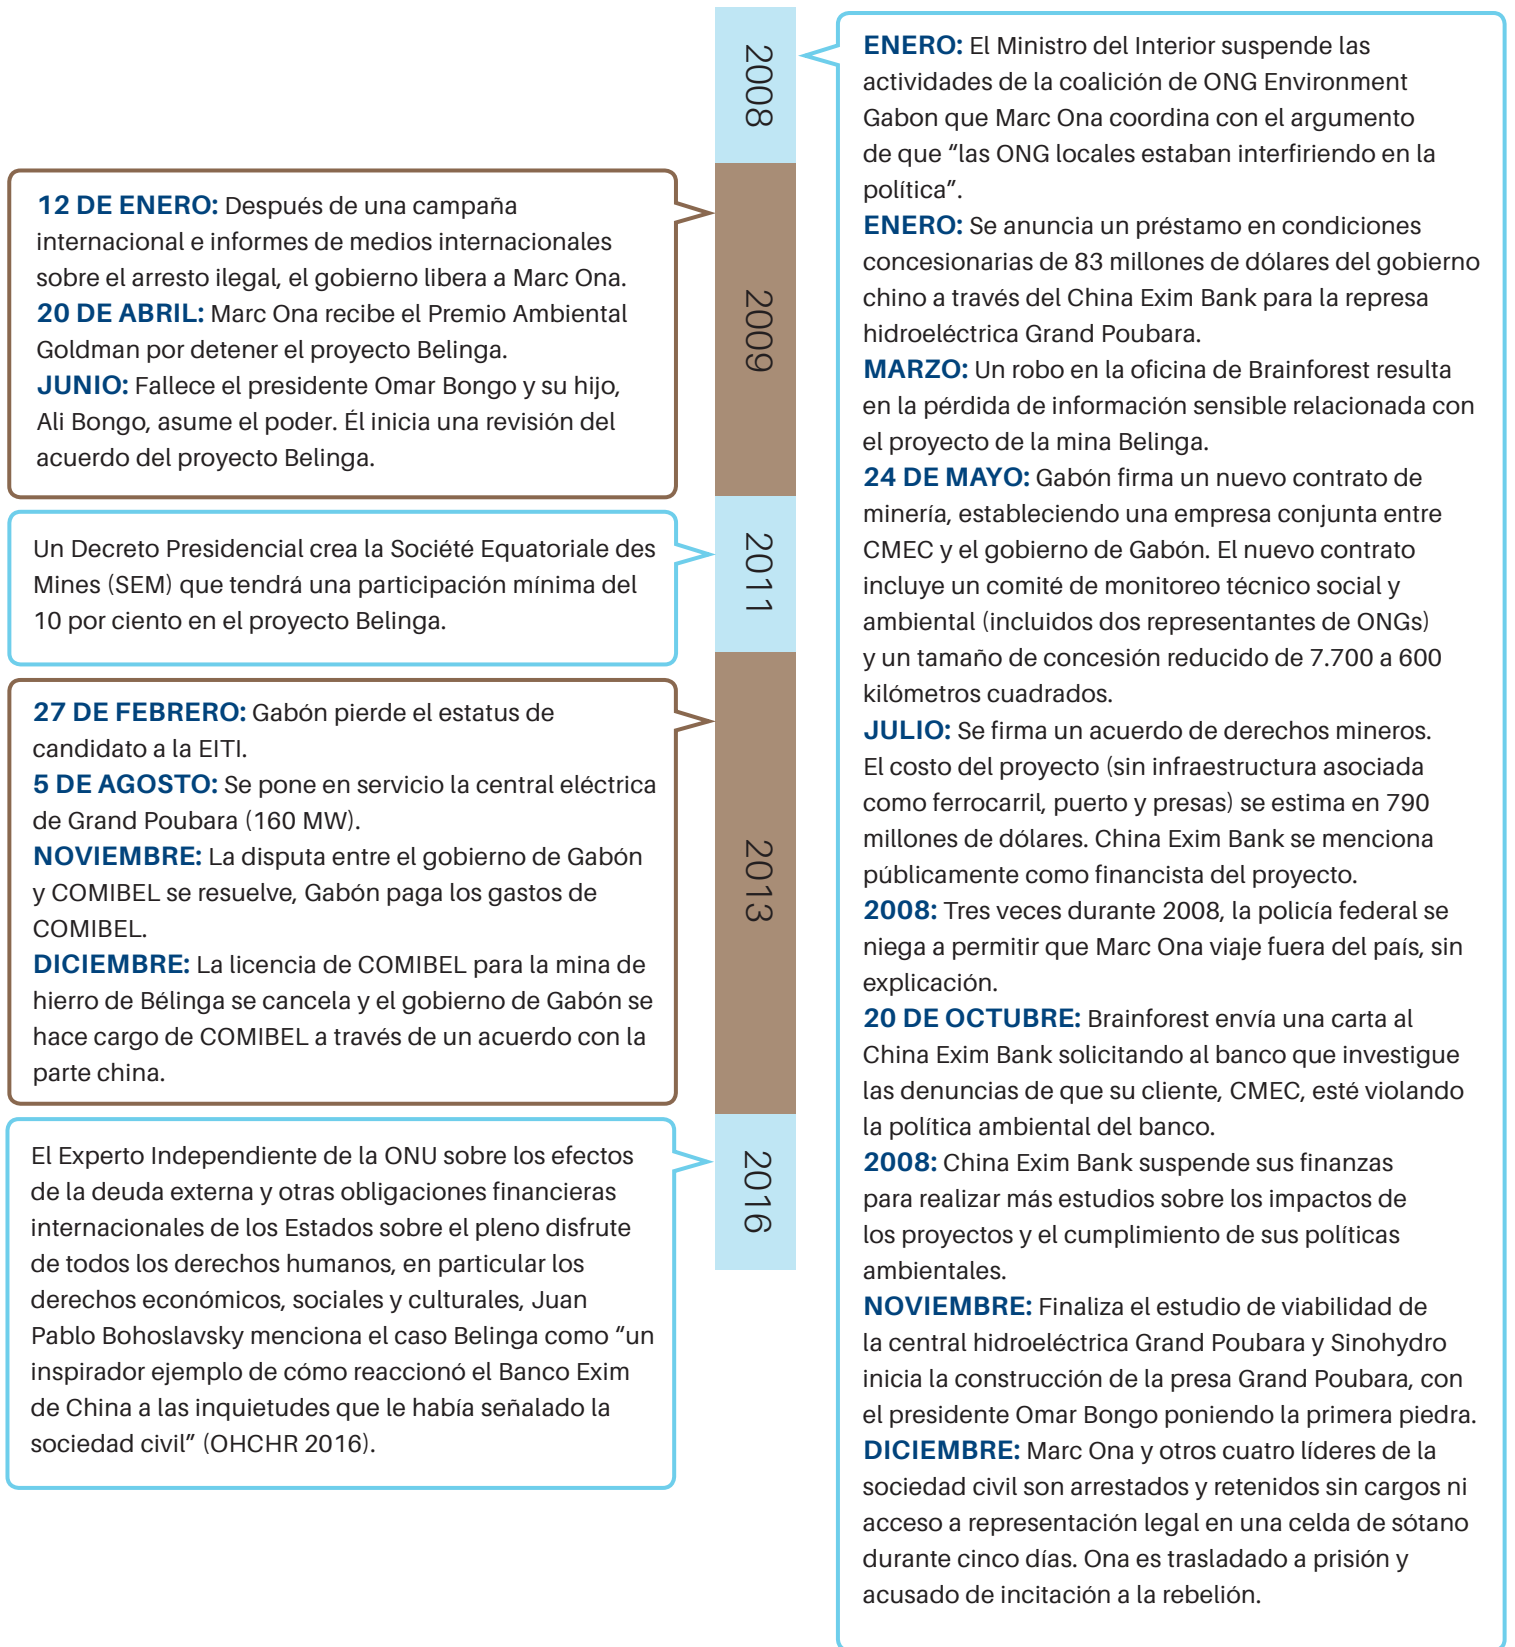 2008
ENERO: El Ministro del Interior suspende las
actividades de la coalición de ONG Environment
Gabon que Marc Ona coordina con el argumento
de que “las ONG locales estaban interfiriendo en la
política”.
ENERO: Se anuncia un préstamo en condiciones
concesionarias de 83 millones de dólares del gobierno
chino a través del China Exim Bank para la represa
hidroeléctrica Grand Poubara.
MARZO: Un robo en la oficina de Brainforest resulta
en la pérdida de información sensible relacionada con
el proyecto de la mina Belinga.
24 DE MAYO: Gabón firma un nuevo contrato de
minería, estableciendo una empresa conjunta entre
CMEC y el gobierno de Gabón. El nuevo contrato
incluye un comité de monitoreo técnico social y
ambiental (incluidos dos representantes de ONGs)
y un tamaño de concesión reducido de 7.700 a 600
kilómetros cuadrados.
JULIO: Se firma un acuerdo de derechos mineros.
El costo del proyecto (sin infraestructura asociada
como ferrocarril, puerto y presas) se estima en 790
millones de dólares. China Exim Bank se menciona
públicamente como financista del proyecto.
2008: Tres veces durante 2008, la policía federal se
niega a permitir que Marc Ona viaje fuera del país, sin
explicación.
20 DE OCTUBRE: Brainforest envía una carta al
China Exim Bank solicitando al banco que investigue
las denuncias de que su cliente, CMEC, esté violando
la política ambiental del banco.
2008: China Exim Bank suspende sus finanzas
para realizar más estudios sobre los impactos de
los proyectos y el cumplimiento de sus políticas
ambientales.
NOVIEMBRE: Finaliza el estudio de viabilidad de
la central hidroeléctrica Grand Poubara y Sinohydro
inicia la construcción de la presa Grand Poubara, con
el presidente Omar Bongo poniendo la primera piedra.
DICIEMBRE: Marc Ona y otros cuatro líderes de la
sociedad civil son arrestados y retenidos sin cargos ni
acceso a representación legal en una celda de sótano
durante cinco días. Ona es trasladado a prisión y
acusado de incitación a la rebelión.
2009
12 DE ENERO: Después de una campaña
internacional e informes de medios internacionales
sobre el arresto ilegal, el gobierno libera a Marc Ona.
20 DE ABRIL: Marc Ona recibe el Premio Ambiental
Goldman por detener el proyecto Belinga.
JUNIO: Fallece el presidente Omar Bongo y su hijo,
Ali Bongo, asume el poder. Él inicia una revisión del
acuerdo del proyecto Belinga.
2011
Un Decreto Presidencial crea la Société Equatoriale des
Mines (SEM) que tendrá una participación mínima del
10 por ciento en el proyecto Belinga.
2013
27 DE FEBRERO: Gabón pierde el estatus de
candidato a la EITI.
5 DE AGOSTO: Se pone en servicio la central eléctrica
de Grand Poubara (160 MW).
NOVIEMBRE: La disputa entre el gobierno de Gabón
y COMIBEL se resuelve, Gabón paga los gastos de
COMIBEL.
DICIEMBRE: La licencia de COMIBEL para la mina de
hierro de Bélinga se cancela y el gobierno de Gabón se
hace cargo de COMIBEL a través de un acuerdo con la
parte china.
2016
El Experto Independiente de la ONU sobre los efectos
de la deuda externa y otras obligaciones financieras
internacionales de los Estados sobre el pleno disfrute
de todos los derechos humanos, en particular los
derechos económicos, sociales y culturales, Juan
Pablo Bohoslavsky menciona el caso Belinga como “un
inspirador ejemplo de cómo reaccionó el Banco Exim
de China a las inquietudes que le había señalado la
sociedad civil” (OHCHR 2016).